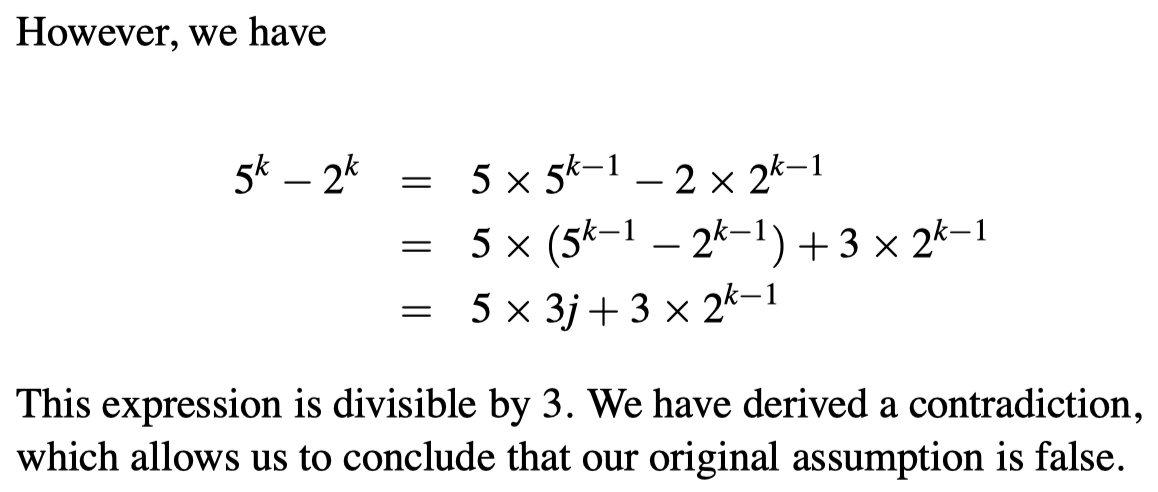 However, we have
5^k − 2^k = 5 × 5^{k−1} − 2 × 2^{k−1}
= 5 × (5^{k−1} − 2^{k−1}) + 3 × 2^{k−1}
= 5 × 3j + 3 × 2^{k−1}
This expression is divisible by 3. We have derived a contradiction,
which allows us to conclude that our original assumption is false.